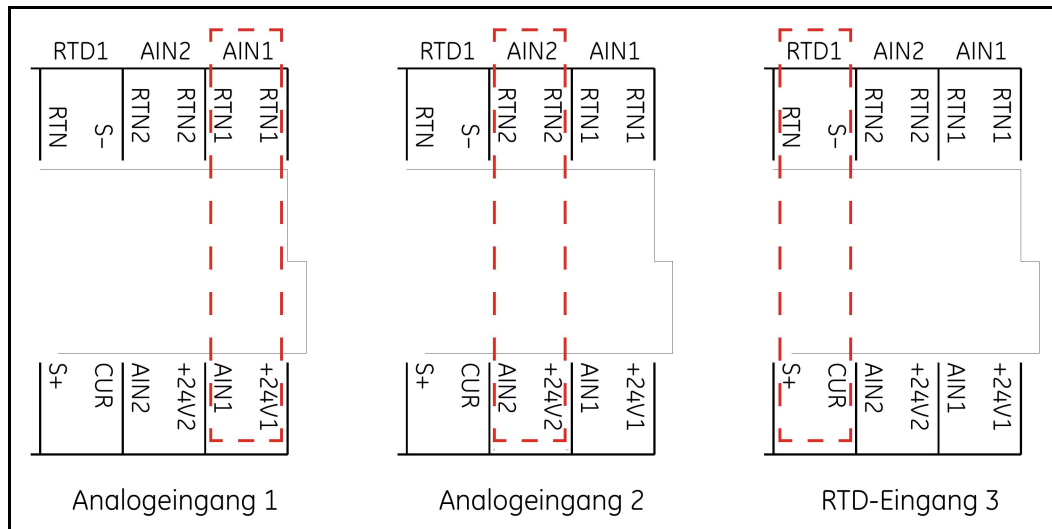 RTD1 AIN2 AIN1
RTN S- RTN2 RTN2 RTN1 RTN1
S+ CUR AIN2 +24V2 AIN1 +24V1
Analogeingang 1
RTD1 AIN2 AIN1
RTN S- RTN2 RTN2 RTN1 RTN1
S+ CUR AIN2 +24V2 AIN1 +24V1
Analogeingang 2
RTD1 AIN2 AIN1
RTN S- RTN2 RTN2 RTN1 RTN1
S+ CUR AIN2 +24V2 AIN1 +24V1
RTD-Eingang 3